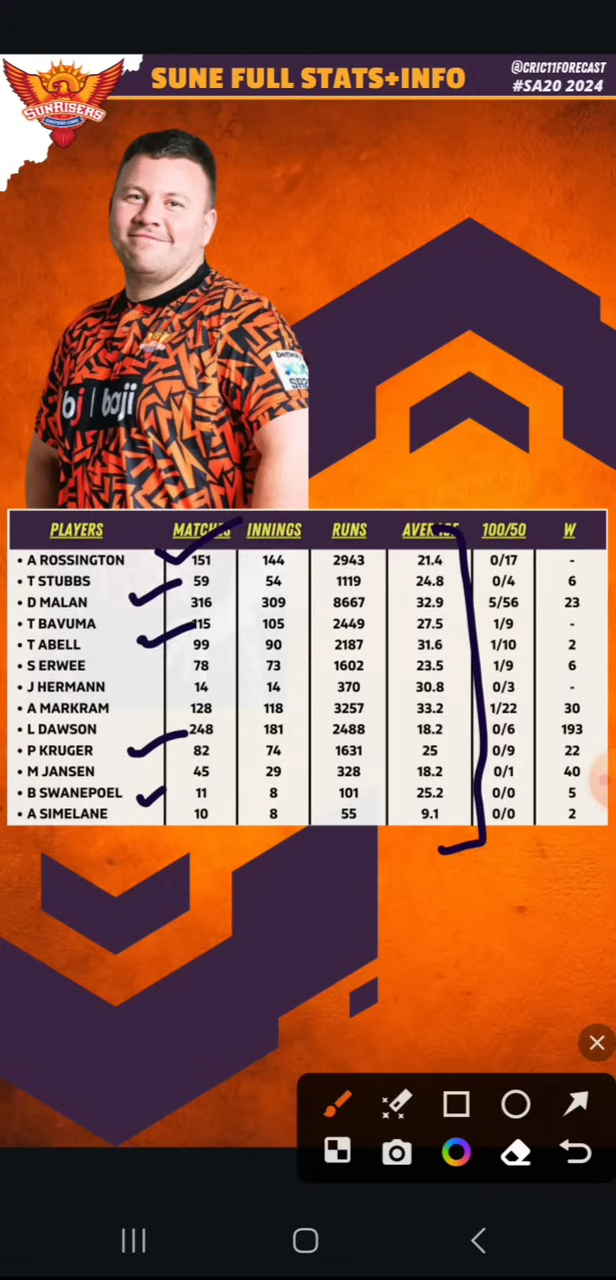 SUNE FULL STATS+INFO
@CRIC11FORECAST
#SA20 2024
SUNRISERS
EASTERN CAPE
betway
SA20
bj | baji
PLAYERS MATCHES INNINGS RUNS AVERAGE 100/50 W
• A ROSSINGTON 151 144 2943 21.4 0/17 -
• T STUBBS 59 54 1119 24.8 0/4 6
• D MALAN 316 309 8667 32.9 5/56 23
• T BAVUMA 115 105 2449 27.5 1/9 -
• T ABELL 99 90 2187 31.6 1/10 2
• S ERWEE 78 73 1602 23.5 1/9 6
• J HERMANN 14 14 370 30.8 0/3 -
• A MARKRAM 128 118 3257 33.2 1/22 30
• L DAWSON 248 181 2488 18.2 0/6 193
• P KRUGER 82 74 1631 25 0/9 22
• M JANSEN 45 29 328 18.2 0/1 40
• B SWANEPOEL 11 8 101 25.2 0/0 5
• A SIMELANE 10 8 55 9.1 0/0 2